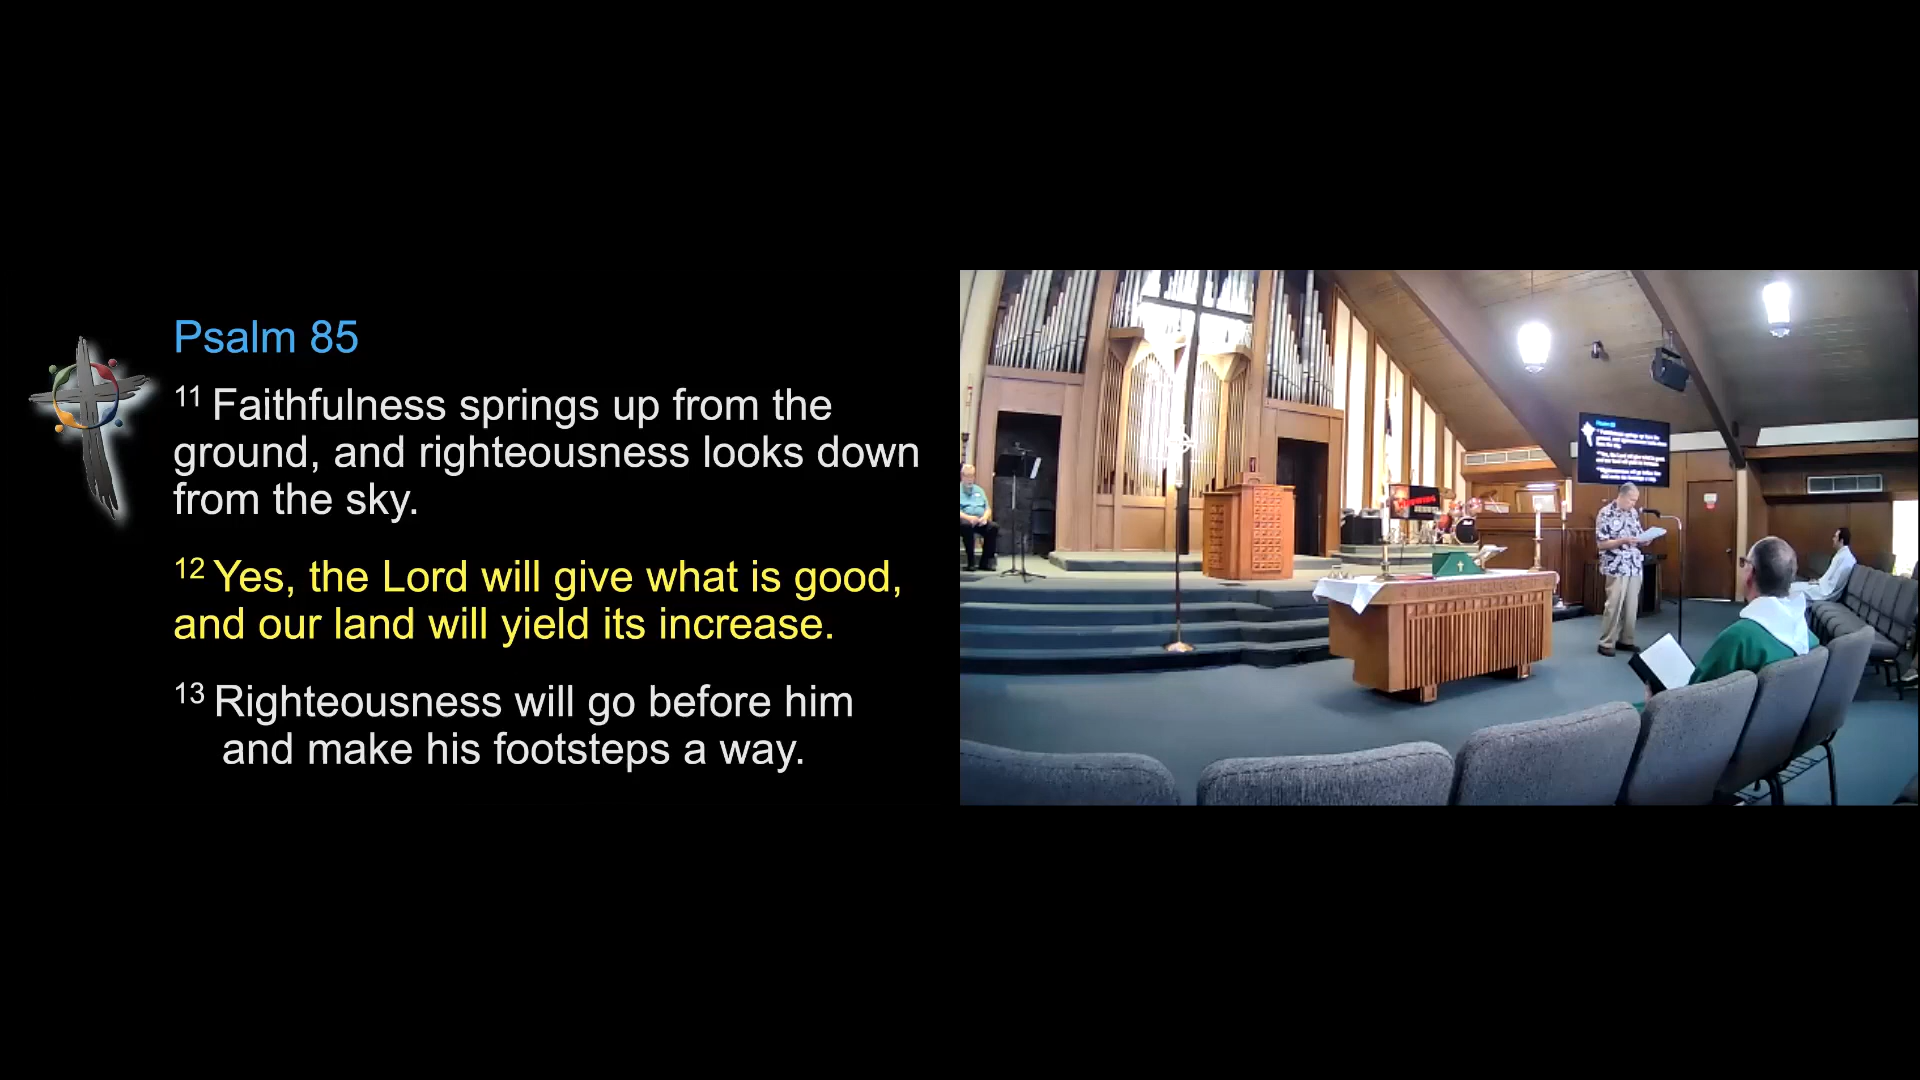 Psalm 85
11 Faithfulness springs up from the
ground, and righteousness looks down
from the sky.
12 Yes, the Lord will give what is good,
and our land will yield its increase.
13 Righteousness will go before him
and make his footsteps a way.
Psalm 85